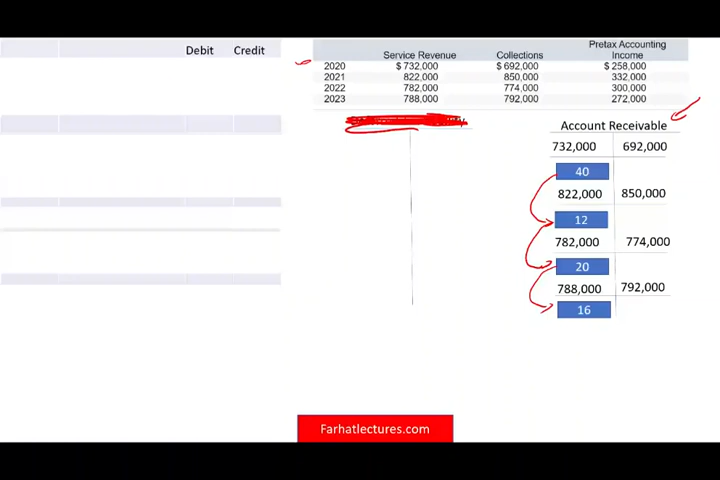 Debit Credit
Pretax Accounting
Service Revenue Collections Income
2020 $ 732,000 $ 692,000 $ 258,000
2021 822,000 850,000 332,000
2022 782,000 774,000 300,000
2023 788,000 792,000 272,000
Account Receivable
732,000 692,000
40
822,000 850,000
12
782,000 774,000
20
788,000 792,000
16
Farhatlectures.com